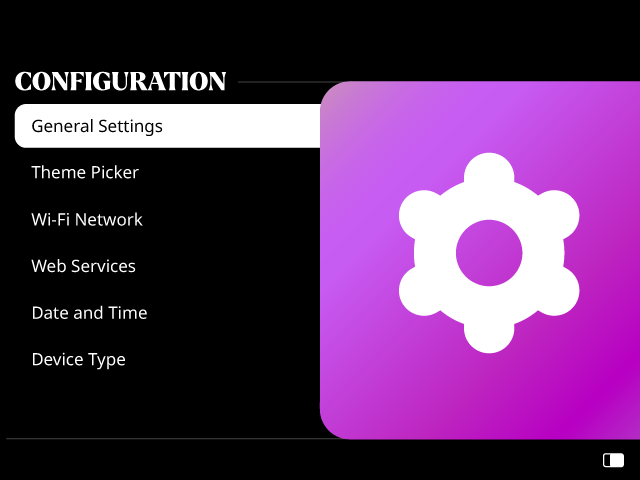 CONFIGURATION
General Settings
Theme Picker
Wi-Fi Network
Web Services
Date and Time
Device Type